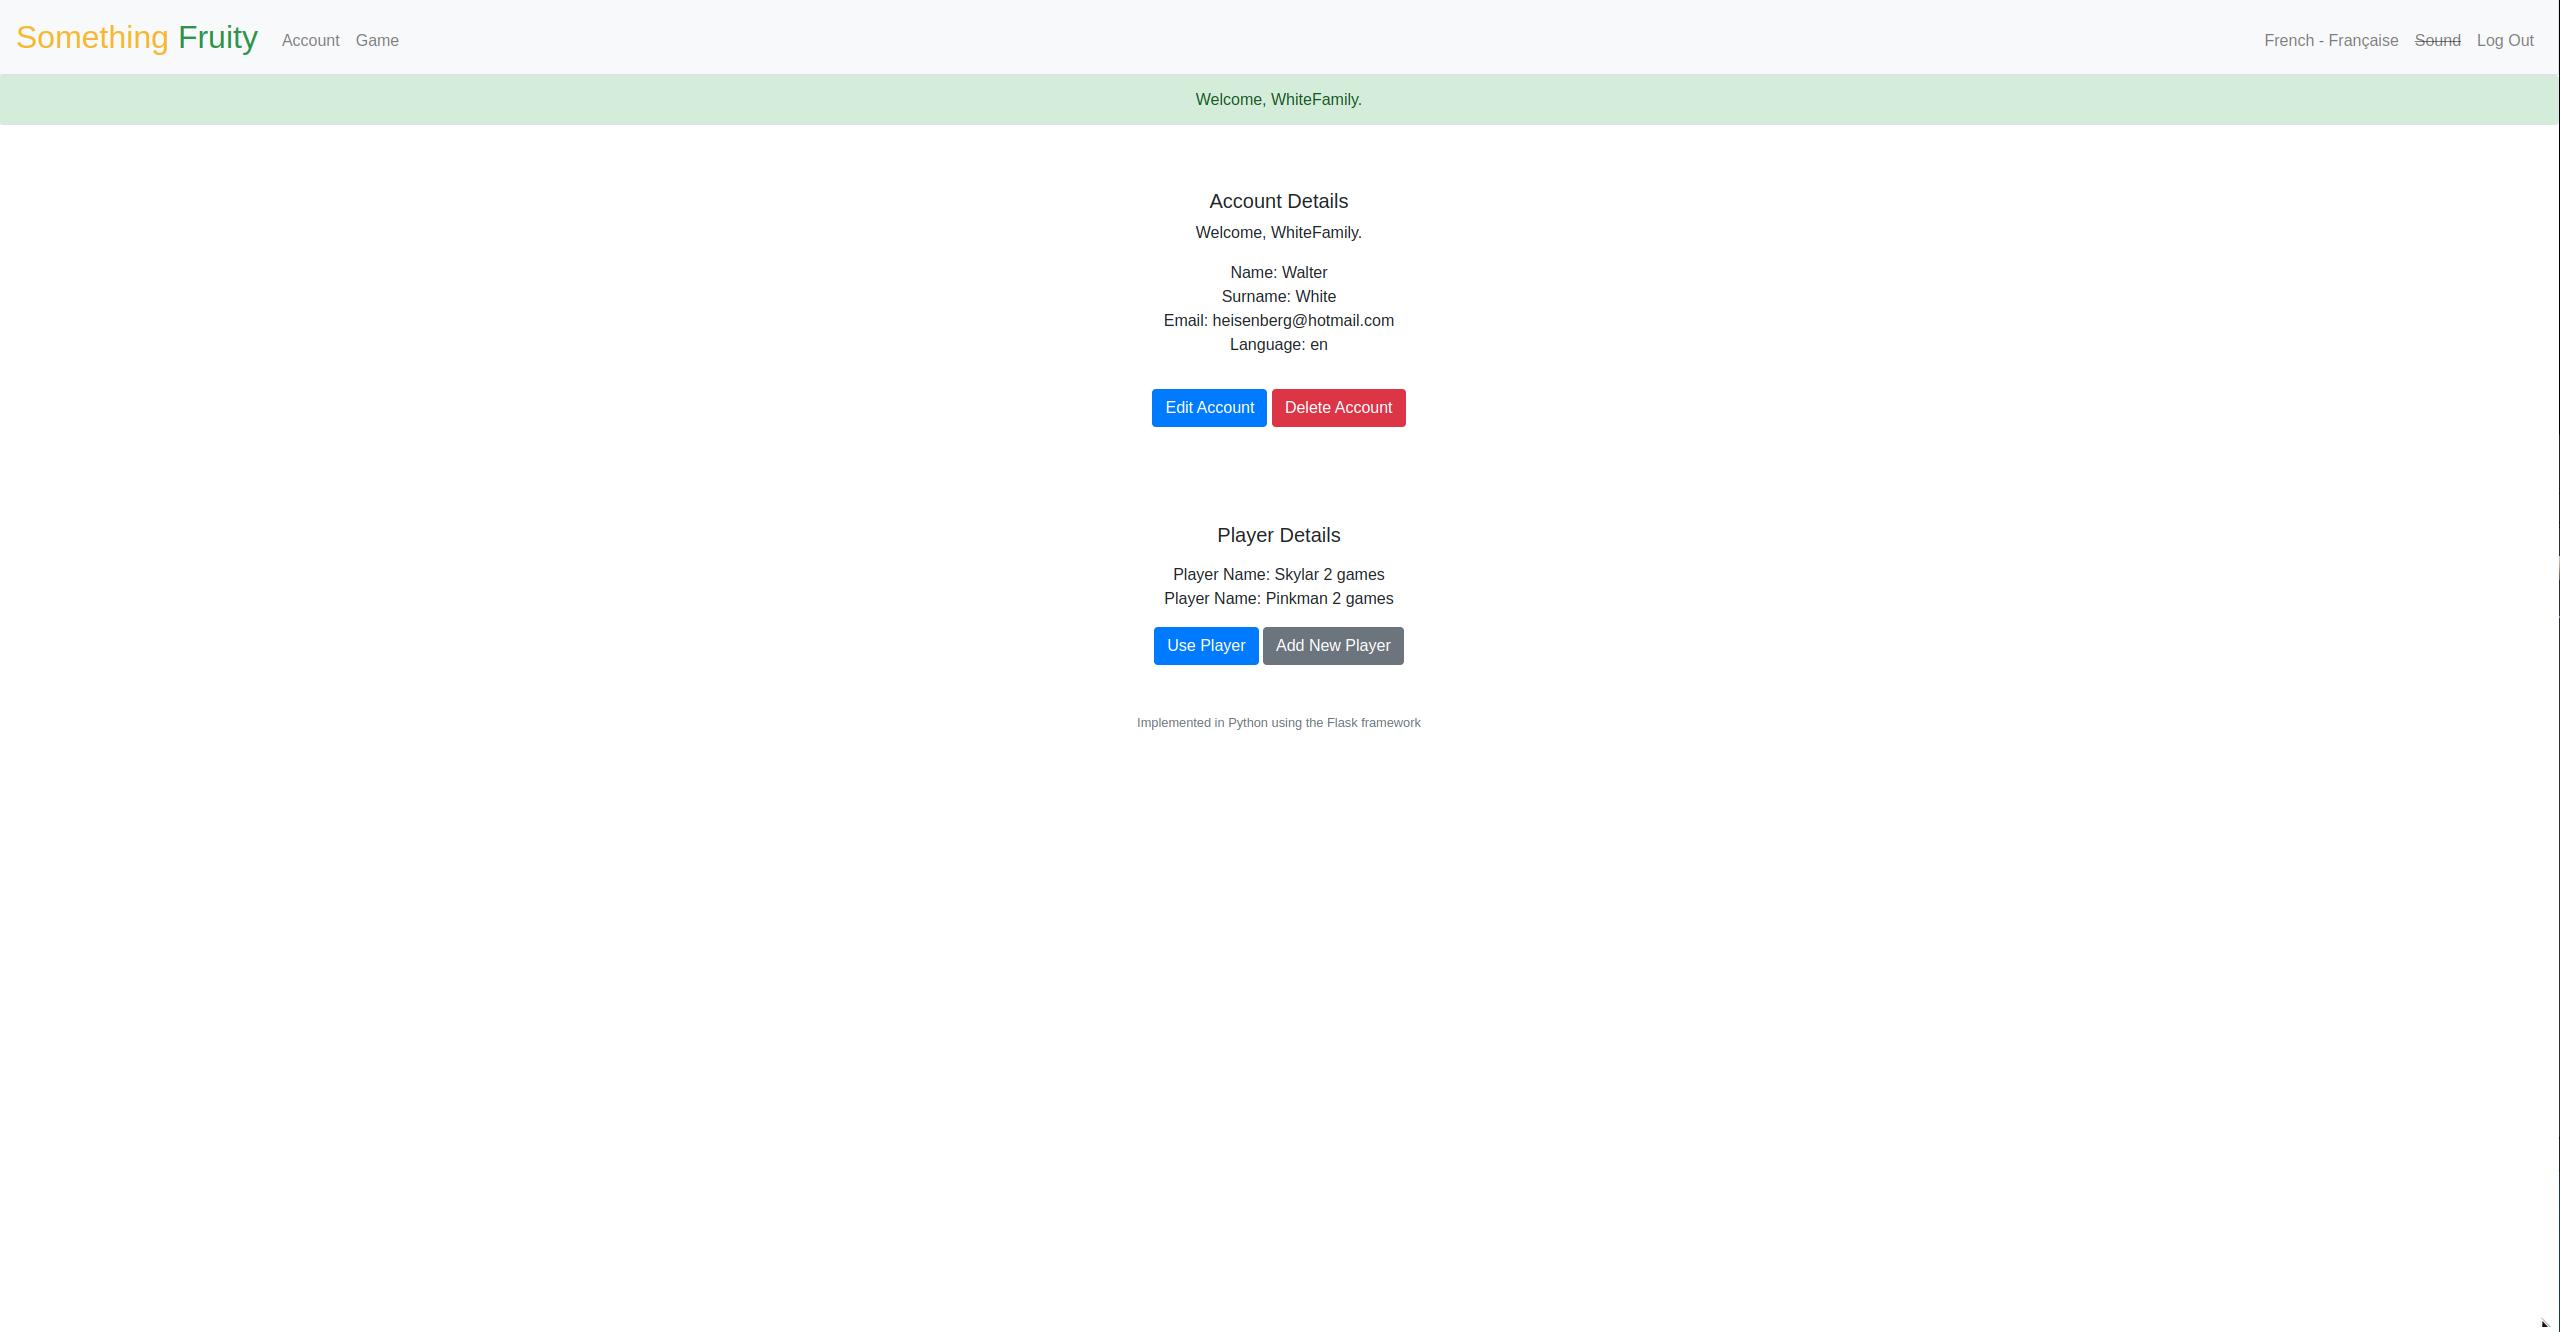 Something Fruity Account Game French - Française Sound Log Out
Welcome, WhiteFamily.
Account Details
Welcome, WhiteFamily.
Name: Walter
Surname: White
Email: heisenberg@hotmail.com
Language: en
Edit Account Delete Account
Player Details
Player Name: Skylar 2 games
Player Name: Pinkman 2 games
Use Player Add New Player
Implemented in Python using the Flask framework